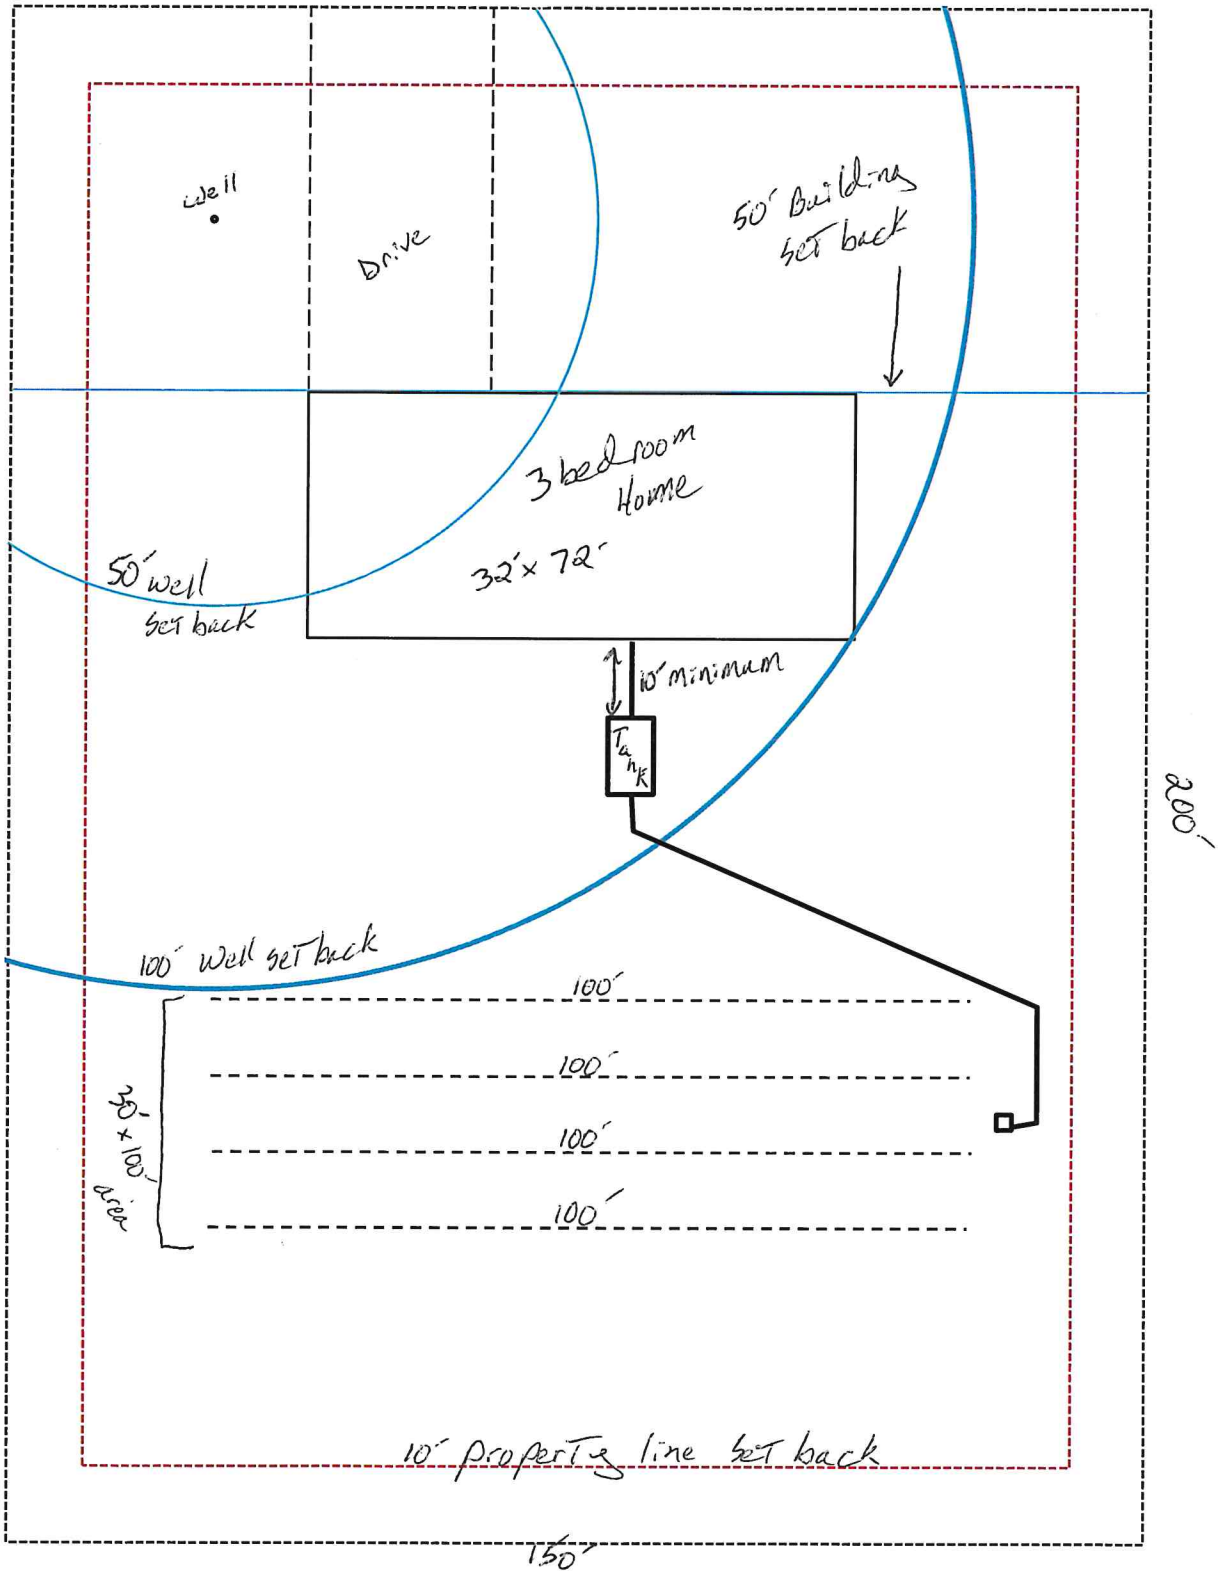 well
Drive
50' Building
set back
3 bedroom
Home
32' x 72'
50' well
set back
10' minimum
Tank
200'
100' Well set back
100'
100'
100'
100'
30' x 100'
area
10' property line set back
150'